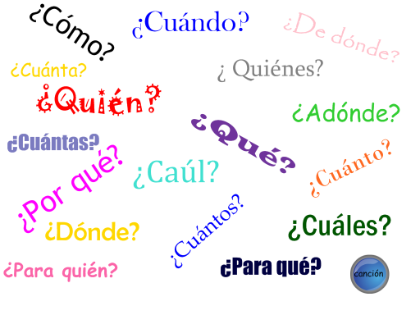 ¿Cómo?
¿Cuándo?
¿De dónde?
¿Cuánta?
¿ Quiénes?
¿Quién?
¿Adónde?
¿Qué?
¿Cuántas?
¿Por qué?
¿Caúl?
¿Cuánto?
¿Dónde?
¿Cuántos?
¿Cuáles?
¿Para quién?
¿Para qué?
canción